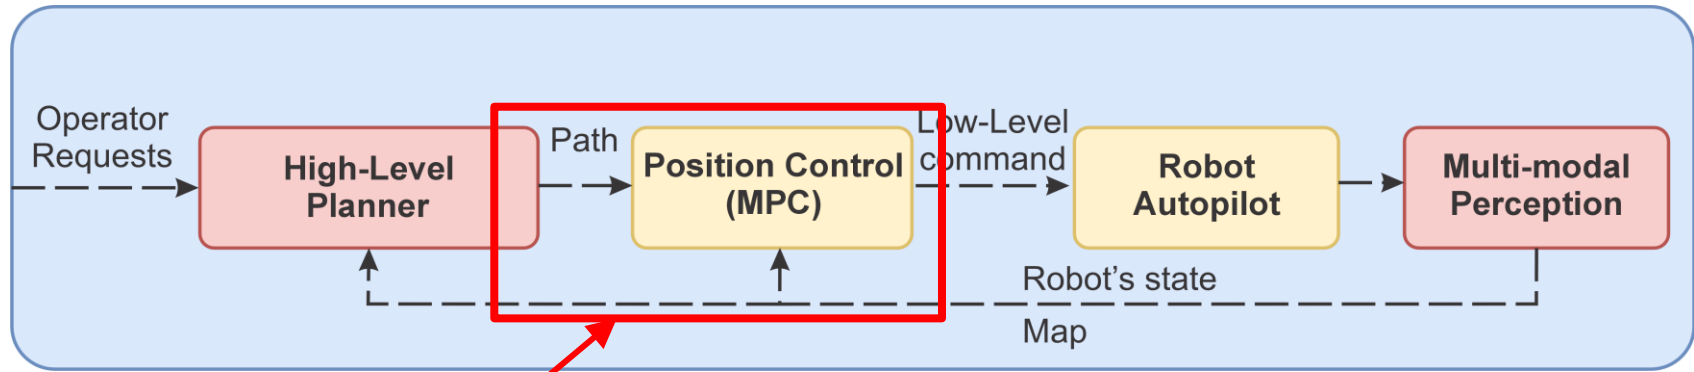 Operator
Requests
High-Level
Planner
Path
Position Control
(MPC)
Low-Level
command
Robot
Autopilot
Multi-modal
Perception
Robot’s state
Map